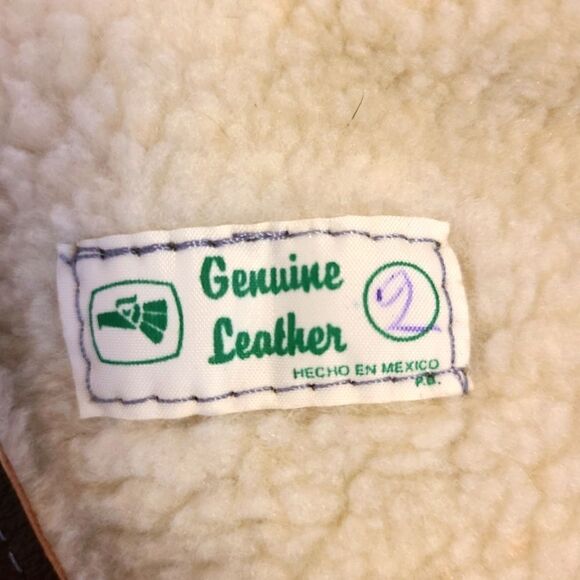 Genuine
Leather
2
HECHO EN MEXICO